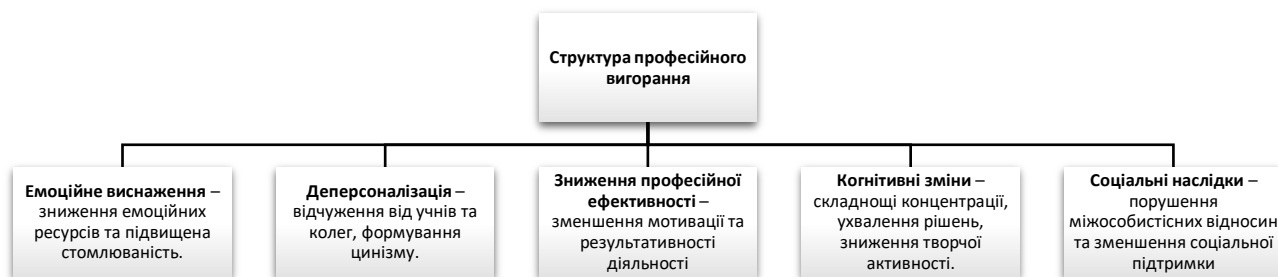 Структура професійного
вигорання
Емоційне виснаження –
зниження емоційних
ресурсів та підвищена
стомлюваність.
Деперсоналізація –
відчуження від учнів та
колег, формування
цинізму.
Зниження професійної
ефективності –
зменшення мотивації та
результативності
діяльності
Когнітивні зміни –
складнощі концентрації,
ухвалення рішень,
зниження творчої
активності.
Соціальні наслідки –
порушення
міжособистісних відносин
та зменшення соціальної
підтримки